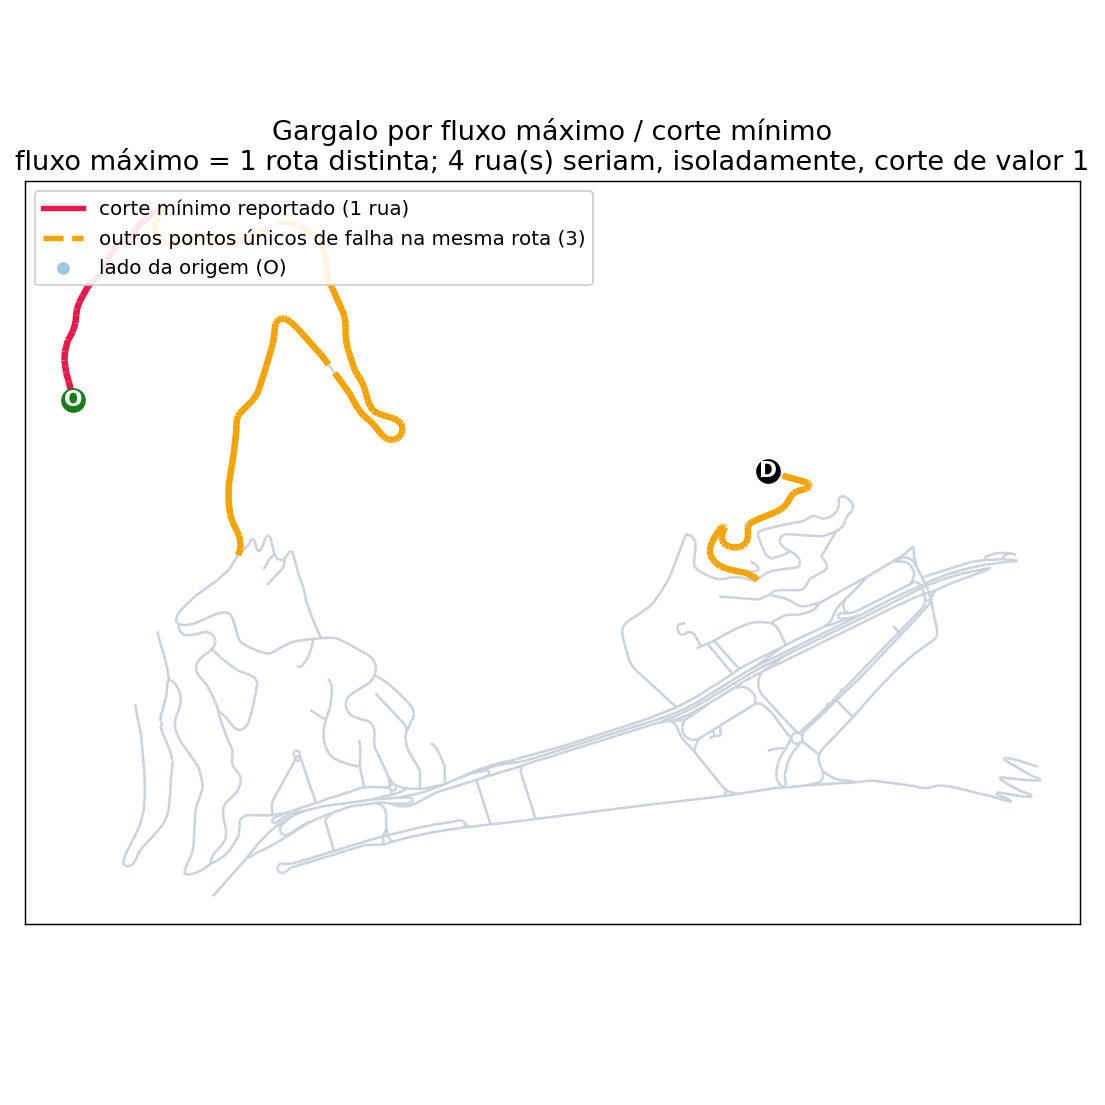 Gargalo por fluxo máximo / corte mínimo
fluxo máximo = 1 rota distinta; 4 rua(s) seriam, isoladamente, corte de valor 1
corte mínimo reportado (1 rua)
outros pontos únicos de falha na mesma rota (3)
lado da origem (O)
O
D